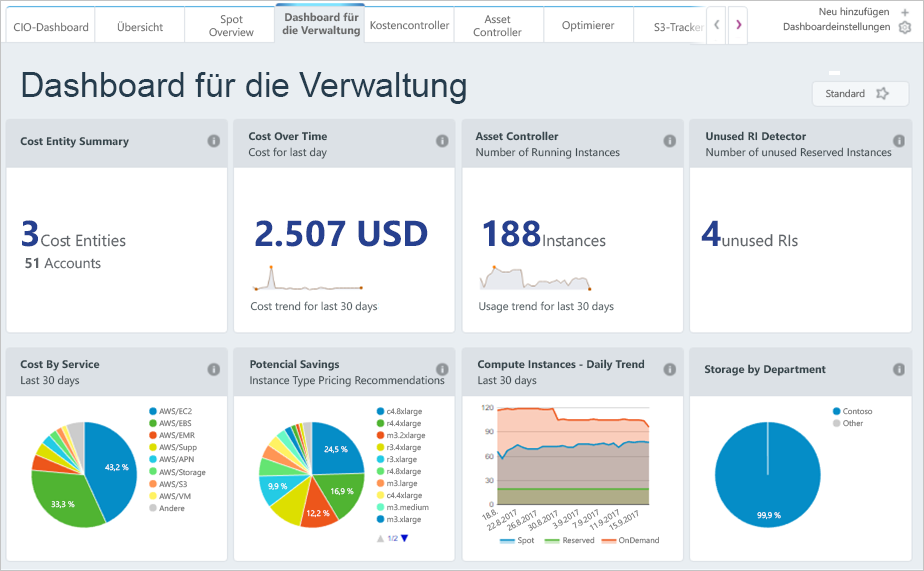 CIO-Dashboard
Übersicht
Spot
Overview
Dashboard für
die Verwaltung
Kostencontroller
Asset
Controller
Optimierer
S3-Tracker
Neu hinzufügen
Dashboardeinstellungen
Dashboard für die Verwaltung
Standard
Cost Entity Summary
3 Cost Entities
51 Accounts
Cost Over Time
Cost for last day
2.507 USD
Cost trend for last 30 days
Asset Controller
Number of Running Instances
188 Instances
Usage trend for last 30 days
Unused RI Detector
Number of unused Reserved Instances
4 unused RIs
Cost By Service
Last 30 days
43,2 %
33,3 %
AWS/EC2
AWS/EBS
AWS/EMR
AWS/Supp
AWS/APN
AWS/Storage
AWS/S3
AWS/VM
Andere
Potencial Savings
Instance Type Pricing Recommendations
24,5 %
16,9 %
12,2 %
9,9 %
c4.8xlarge
r4.4xlarge
m3.2xlarge
r3.4xlarge
r3.xlarge
r4.8xlarge
m3.large
c4.4xlarge
m3.medium
m3.xlarge
1/2
Compute Instances - Daily Trend
Last 30 days
120
90
60
30
0
18.8.
22.8.2017
26.8.2017
30.8.2017
3.9.2017
7.9.2017
11.9.2017
15.9.2017
Spot
Reserved
OnDemand
Storage by Department
99,9 %
Contoso
Other